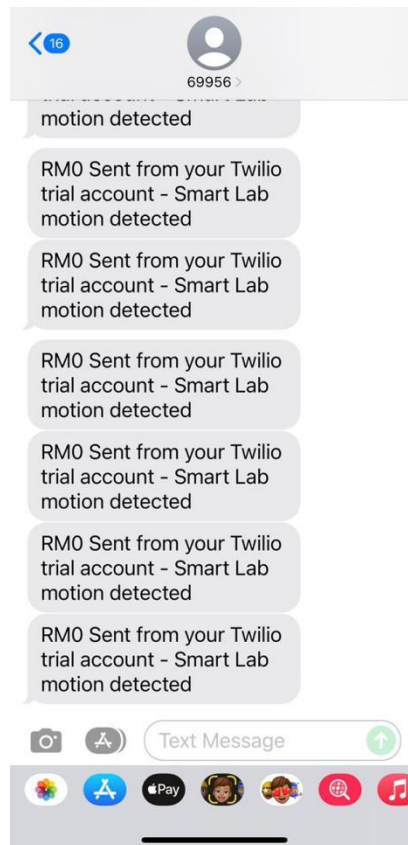 16
69956
motion detected
RM0 Sent from your Twilio
trial account - Smart Lab
motion detected
RM0 Sent from your Twilio
trial account - Smart Lab
motion detected
RM0 Sent from your Twilio
trial account - Smart Lab
motion detected
RM0 Sent from your Twilio
trial account - Smart Lab
motion detected
RM0 Sent from your Twilio
trial account - Smart Lab
motion detected
RM0 Sent from your Twilio
trial account - Smart Lab
motion detected
Text Message
Pay